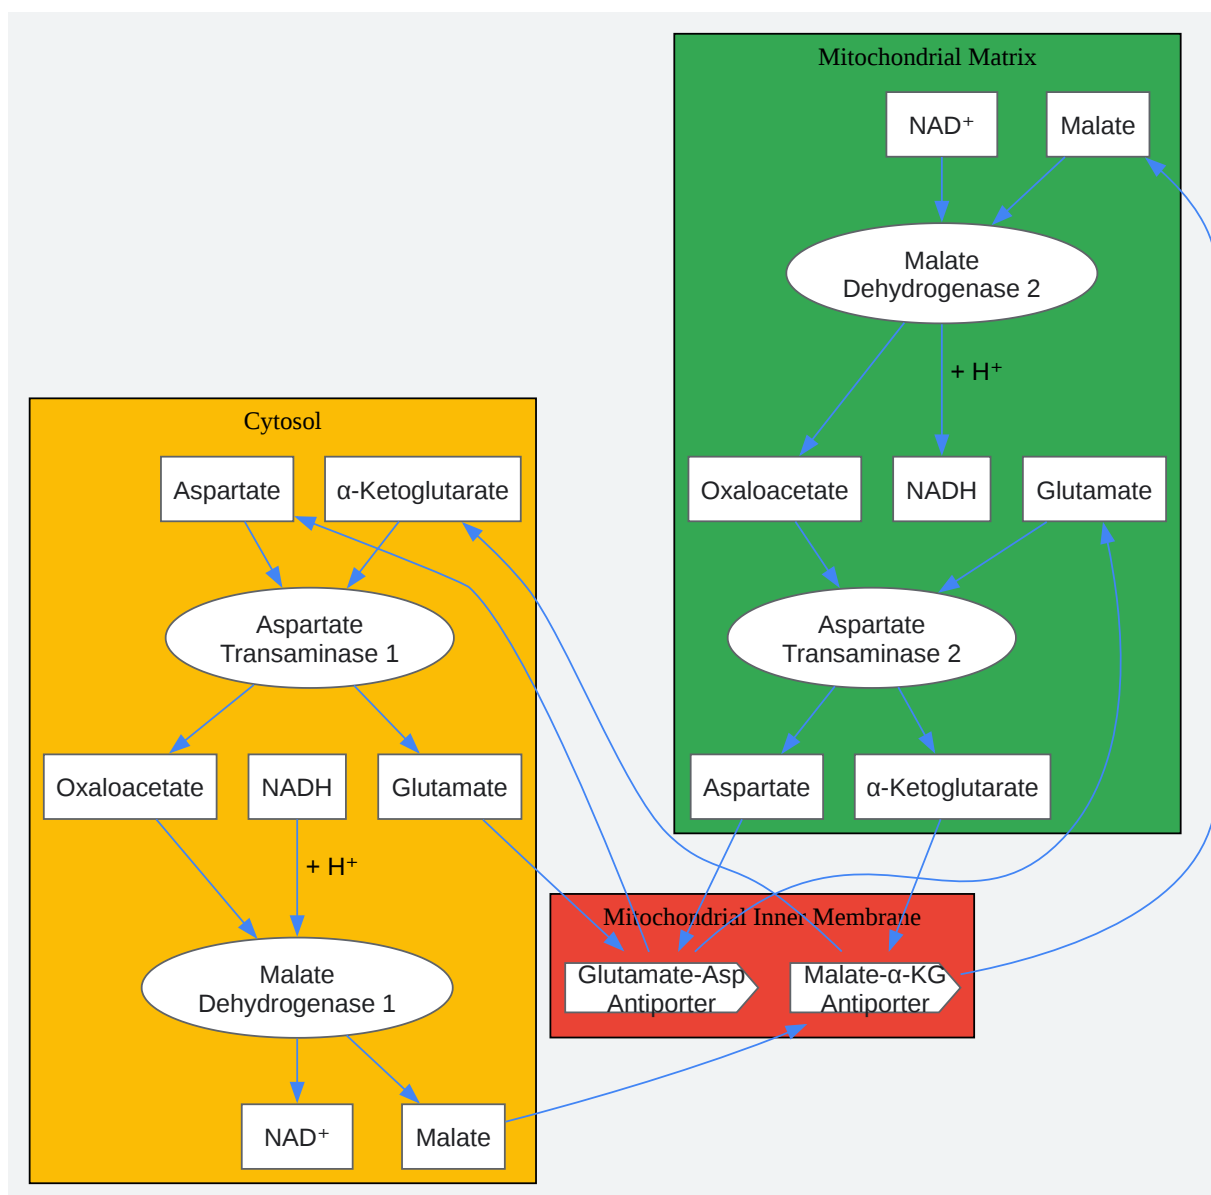 Mitochondrial Matrix
NAD⁺
Malate
Malate
Dehydrogenase 2
+ H⁺
Oxaloacetate
NADH
Glutamate
Aspartate
Transaminase 2
Aspartate
α-Ketoglutarate
Cytosol
Aspartate
α-Ketoglutarate
Aspartate
Transaminase 1
Oxaloacetate
NADH
Glutamate
+ H⁺
Malate
Dehydrogenase 1
NAD⁺
Malate
Mitochondrial Inner Membrane
Glutamate-Asp
Antiporter
Malate-α-KG
Antiporter